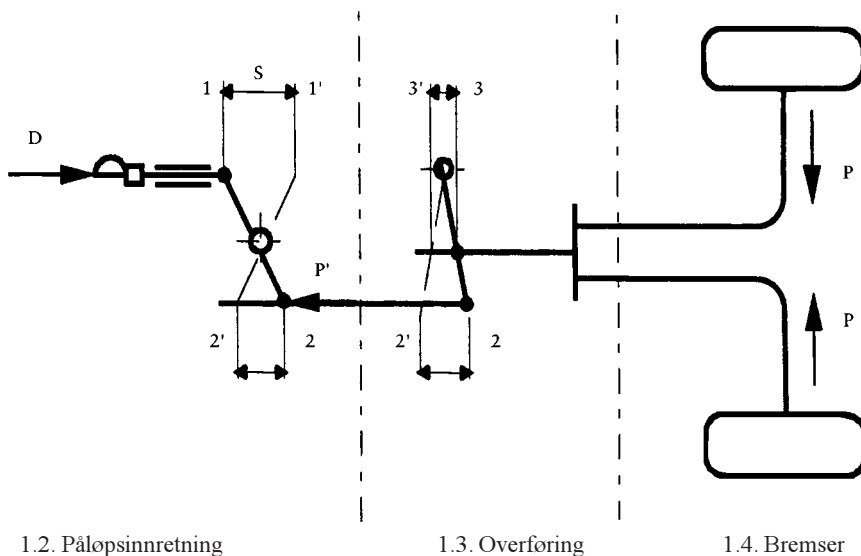 S
1 1' 3' 3
D
P
P'
P
2' 2 2' 2
1.2. Påløpsinnretning 1.3. Overføring 1.4. Bremser